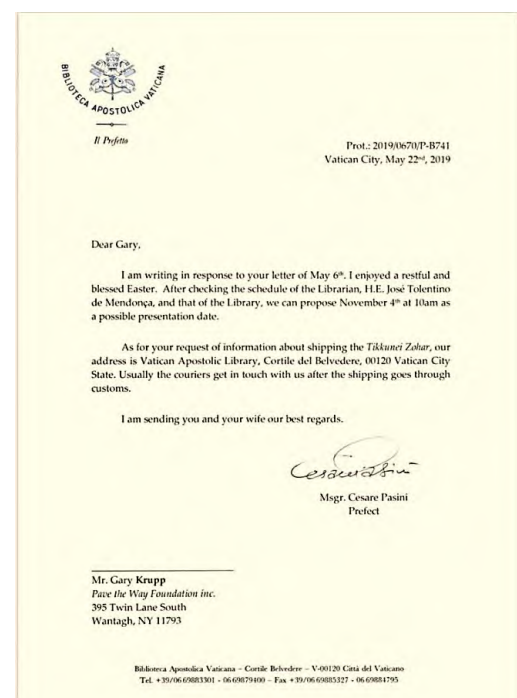 BIBLIOTECA APOSTOLICA VATICANA
Il Prefetto
Prot.: 2019/0670/P-B741
Vatican City, May 22nd, 2019
Dear Gary,
I am writing in response to your letter of May 6th. I enjoyed a restful and
blessed Easter. After checking the schedule of the Librarian, H.E. José Tolentino
de Mendonça, and that of the Library, we can propose November 4th at 10am as
a possible presentation date.
As for your request of information about shipping the Tikkunei Zohar, our
address is Vatican Apostolic Library, Cortile del Belvedere, 00120 Vatican City
State. Usually the couriers get in touch with us after the shipping goes through
customs.
I am sending you and your wife our best regards.
Cesare Pasini
Msgr. Cesare Pasini
Prefect
Mr. Gary Krupp
Pave the Way Foundation inc.
395 Twin Lane South
Wantagh, NY 11793
Biblioteca Apostolica Vaticana – Cortile Belvedere – V-00120 Città del Vaticano
Tel. +39/06 69883301 - 06 69879400 – Fax +39/06 69885327 - 06 69884795